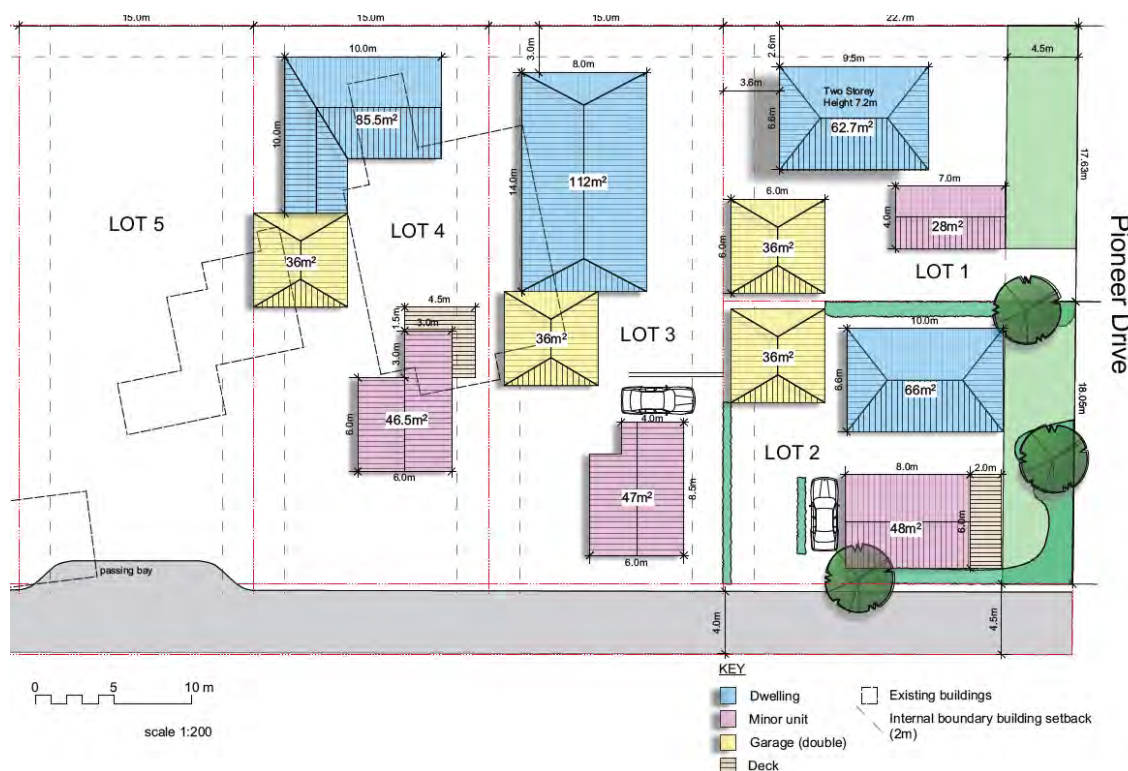 15.0m
15.0m
15.0m
22.7m
10.0m
3.0m
8.0m
2.6m
9.5m
4.5m
3.6m
Two Storey
Height 7.2m
62.7m²
6.6m
85.5m²
10.0m
17.63m
112m²
14.0m
6.0m
7.0m
28m²
4.0m
LOT 5
LOT 4
36m²
36m²
6.0m
LOT 1
Pioneer Drive
4.5m
3.0m
1.5m
3.0m
36m²
LOT 3
36m²
10.0m
66m²
6.6m
18.05m
46.5m²
6.0m
6.0m
4.0m
47m²
8.5m
6.0m
LOT 2
8.0m
2.0m
48m²
6.0m
passing bay
4.0m
4.5m
0 5 10 m
scale 1:200
KEY
Dwelling
Minor unit
Garage (double)
Deck
Existing buildings
Internal boundary building setback
(2m)